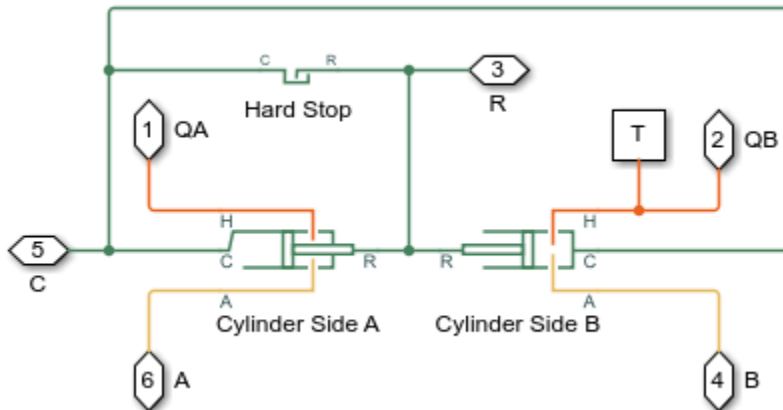 C R
3
Hard Stop
R
1 QA
T
2 QB
H
H
5
C
C
R
R
C
A
A
Cylinder Side A
Cylinder Side B
6 A
4 B